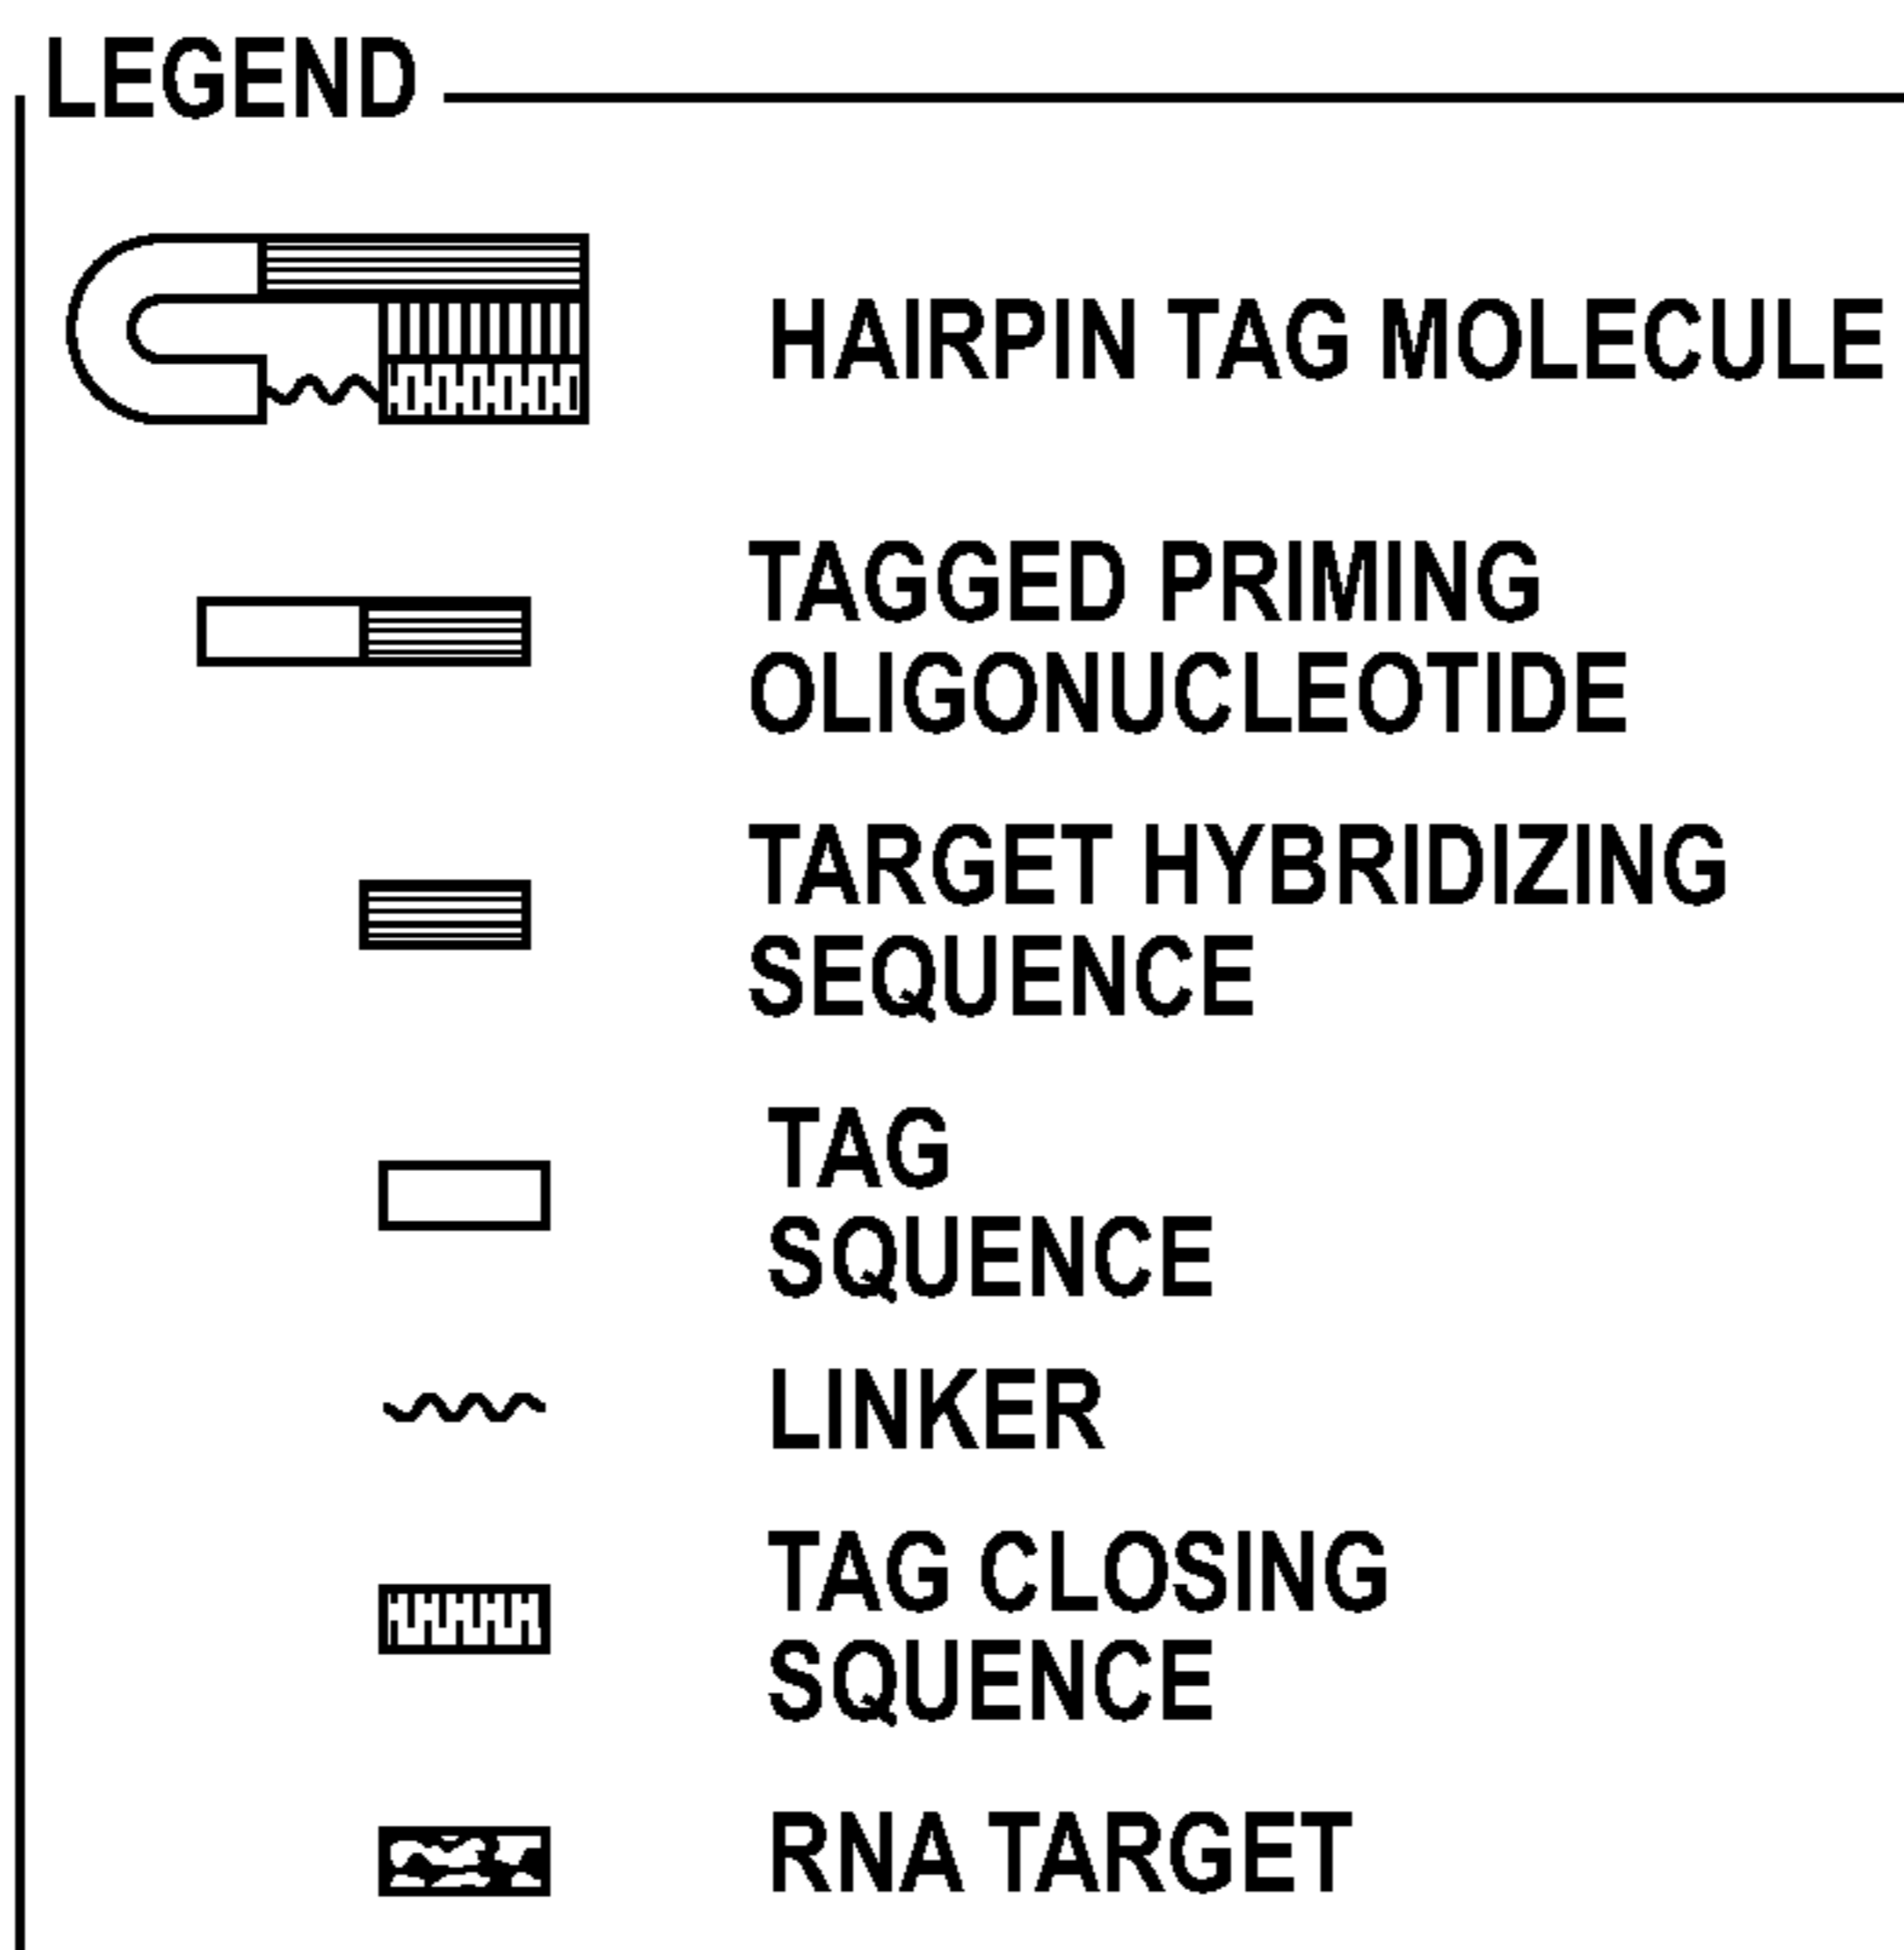 LEGEND
HAIRPIN TAG MOLECULE
TAGGED PRIMING
OLIGONUCLEOTIDE
TARGET HYBRIDIZING
SEQUENCE
TAG
SQUENCE
LINKER
TAG CLOSING
SQUENCE
RNA TARGET